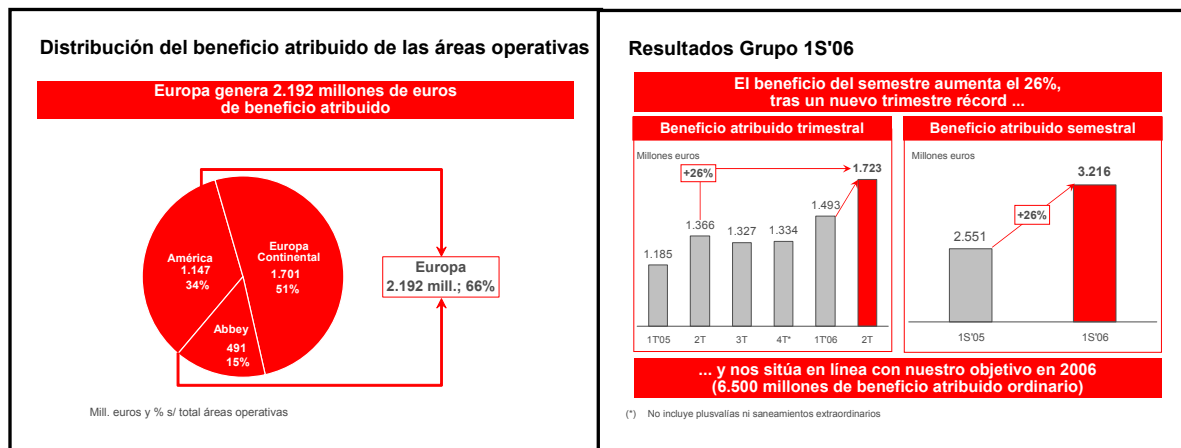 Distribución del beneficio atribuido de las áreas operativas
Europa genera 2.192 millones de euros
de beneficio atribuido
América
1.147
34%
Europa
Continental
1.701
51%
Abbey
491
15%
Europa
2.192 mill.; 66%
Mill. euros y % s/ total áreas operativas
Resultados Grupo 1S'06
El beneficio del semestre aumenta el 26%,
tras un nuevo trimestre récord ...
Beneficio atribuido trimestral
Millones euros
+26%
1.185
1.366
1.327
1.334
1.493
1.723
1T'05
2T
3T
4T*
1T'06
2T
Beneficio atribuido semestral
Millones euros
2.551
+26%
3.216
1S'05
1S'06
... y nos sitúa en línea con nuestro objetivo en 2006
(6.500 millones de beneficio atribuido ordinario)
(*) No incluye plusvalías ni saneamientos extraordinarios